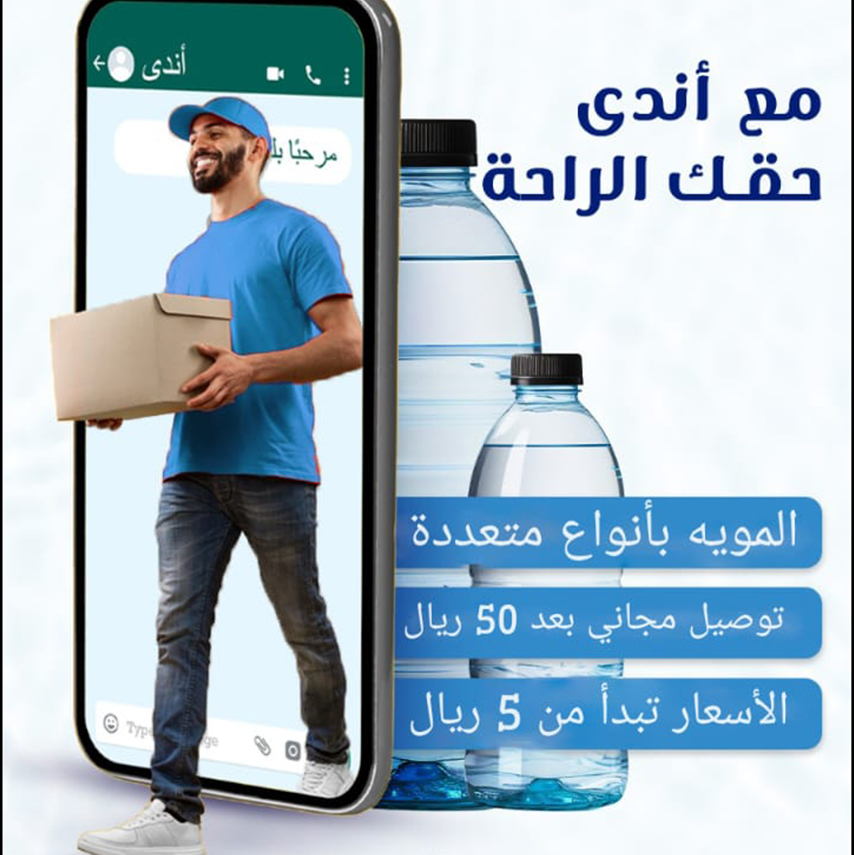 أندى
مرحبًا
مع أندى
حقك الراحة
المويه بأنواع متعددة
توصيل مجاني بعد 50 ريال
الأسعار تبدأ من 5 ريال